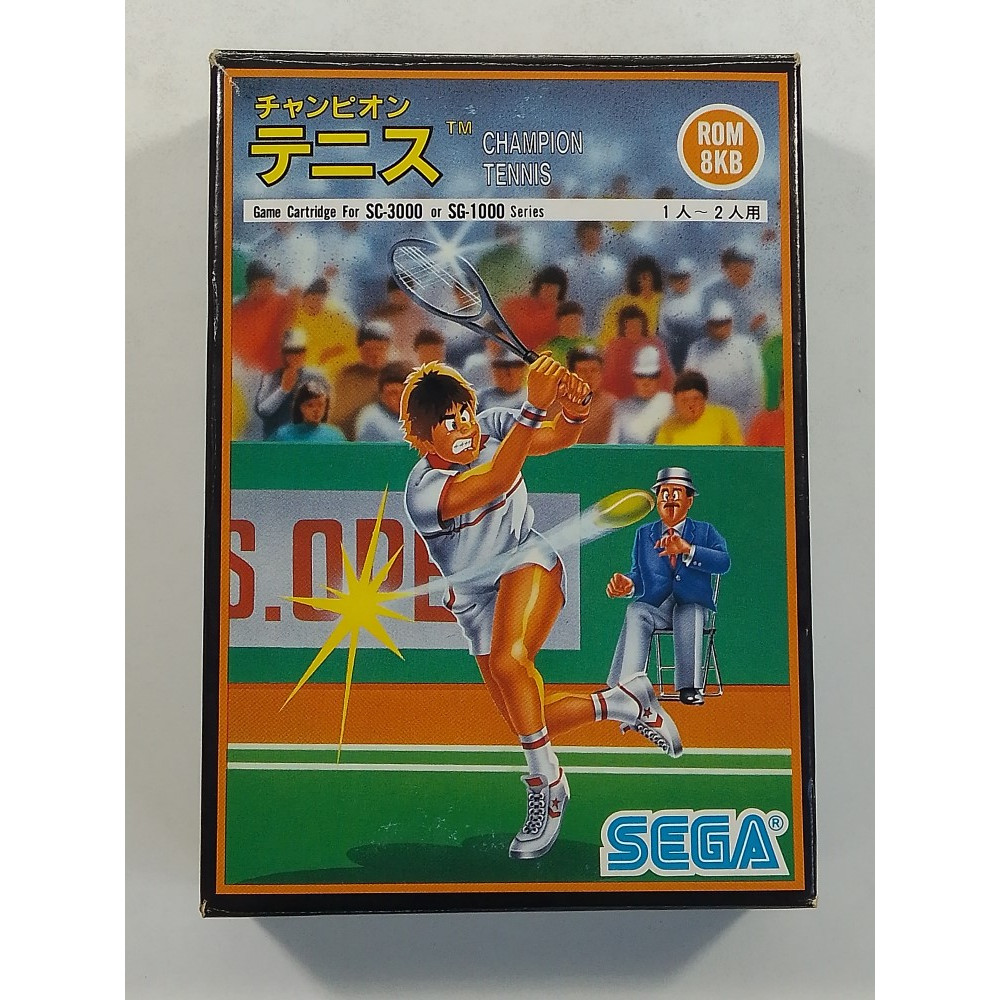 チャンピオン
テニス™
CHAMPION
TENNIS
ROM
8KB
Game Cartridge For SC-3000 or SG-1000 Series
1人～2人用
S.OPE
SEGA®